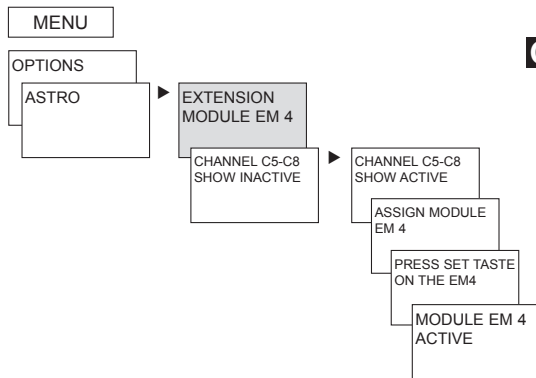 MENU
OPTIONS
ASTRO
EXTENSION
MODULE EM 4
CHANNEL C5-C8
SHOW INACTIVE
CHANNEL C5-C8
SHOW ACTIVE
ASSIGN MODULE
EM 4
PRESS SET TASTE
ON THE EM4
MODULE EM 4
ACTIVE